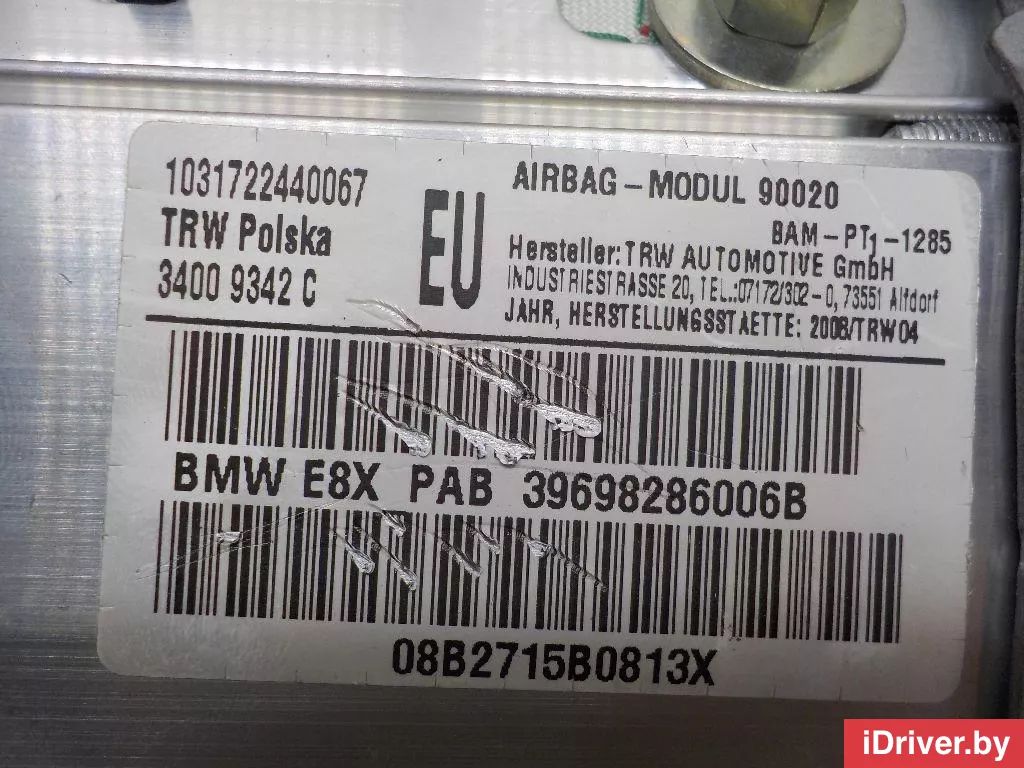 1031722440067
TRW Polska
3400 9342 C
EU
AIRBAG - MODUL 90020
BAM - PT1 - 1285
Hersteller: TRW AUTOMOTIVE GmbH
INDUSTRIESTRASSE 20, TEL.:07172/302-0, 73551 Alfdorf
JAHR, HERSTELLUNGSSTAETTE: 2008/TRW04
BMW E8X PAB 39698286006B
08B2715B0813X
iDriver.by